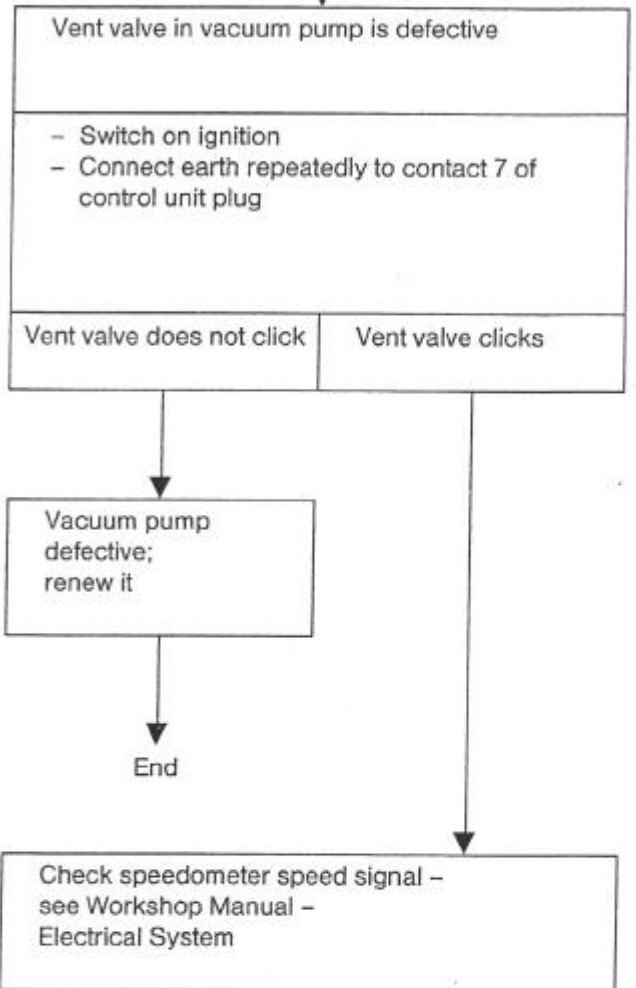 Vent valve in vacuum pump is defective
– Switch on ignition
– Connect earth repeatedly to contact 7 of
control unit plug
Vent valve does not click
Vent valve clicks
Vacuum pump
defective;
renew it
End
Check speedometer speed signal –
see Workshop Manual –
Electrical System